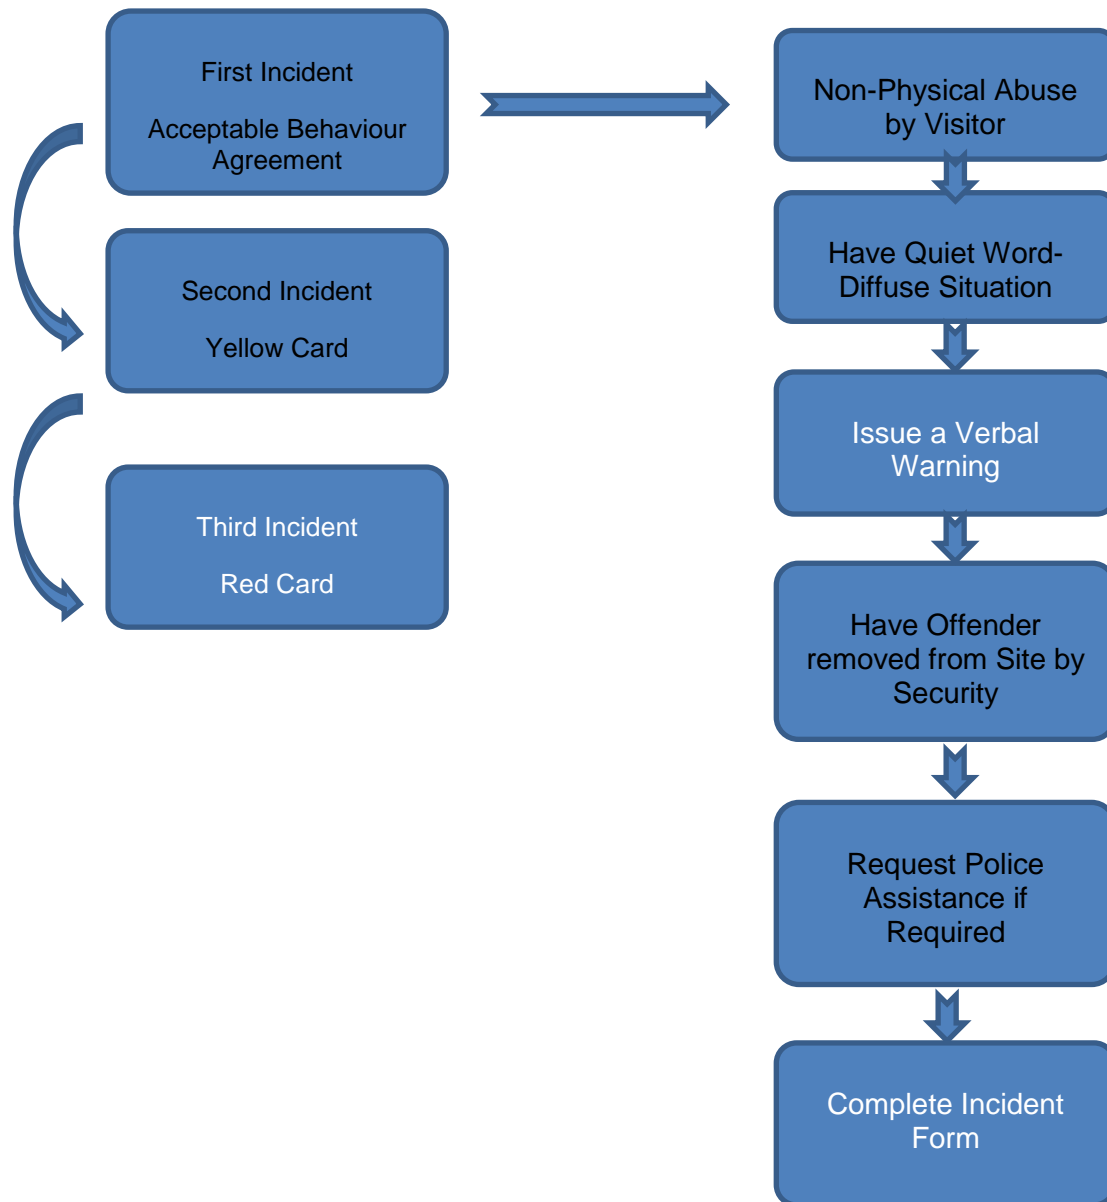 First Incident
Acceptable Behaviour
Agreement
Second Incident
Yellow Card
Third Incident
Red Card
Non-Physical Abuse
by Visitor
Have Quiet Word-
Diffuse Situation
Issue a Verbal
Warning
Have Offender
removed from Site by
Security
Request Police
Assistance if
Required
Complete Incident
Form